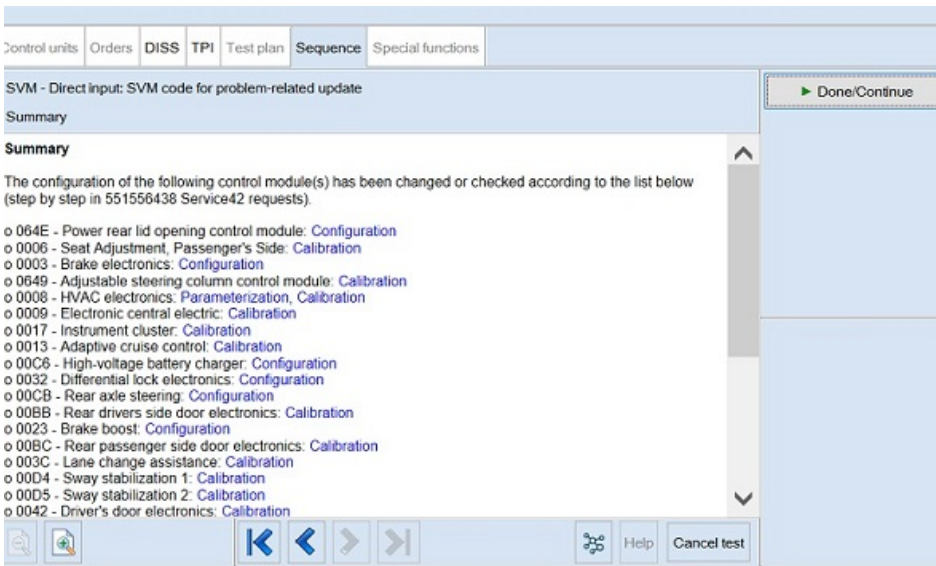 Control units Orders DISS TPI Test plan Sequence Special functions
SVM - Direct input: SVM code for problem-related update
Done/Continue
Summary
Summary
The configuration of the following control module(s) has been changed or checked according to the list below
(step by step in 551556438 Service42 requests).
o 064E - Power rear lid opening control module: Configuration
o 0006 - Seat Adjustment, Passenger's Side: Calibration
o 0003 - Brake electronics: Configuration
o 0649 - Adjustable steering column control module: Calibration
o 0008 - HVAC electronics: Parameterization, Calibration
o 0009 - Electronic central electric: Calibration
o 0017 - Instrument cluster: Calibration
o 0013 - Adaptive cruise control: Calibration
o 00C6 - High-voltage battery charger: Configuration
o 0032 - Differential lock electronics: Configuration
o 00CB - Rear axle steering: Configuration
o 00BB - Rear drivers side door electronics: Calibration
o 0023 - Brake boost: Configuration
o 00BC - Rear passenger side door electronics: Calibration
o 003C - Lane change assistance: Calibration
o 00D4 - Sway stabilization 1: Calibration
o 00D5 - Sway stabilization 2: Calibration
o 0042 - Driver's door electronics: Calibration
Help Cancel test